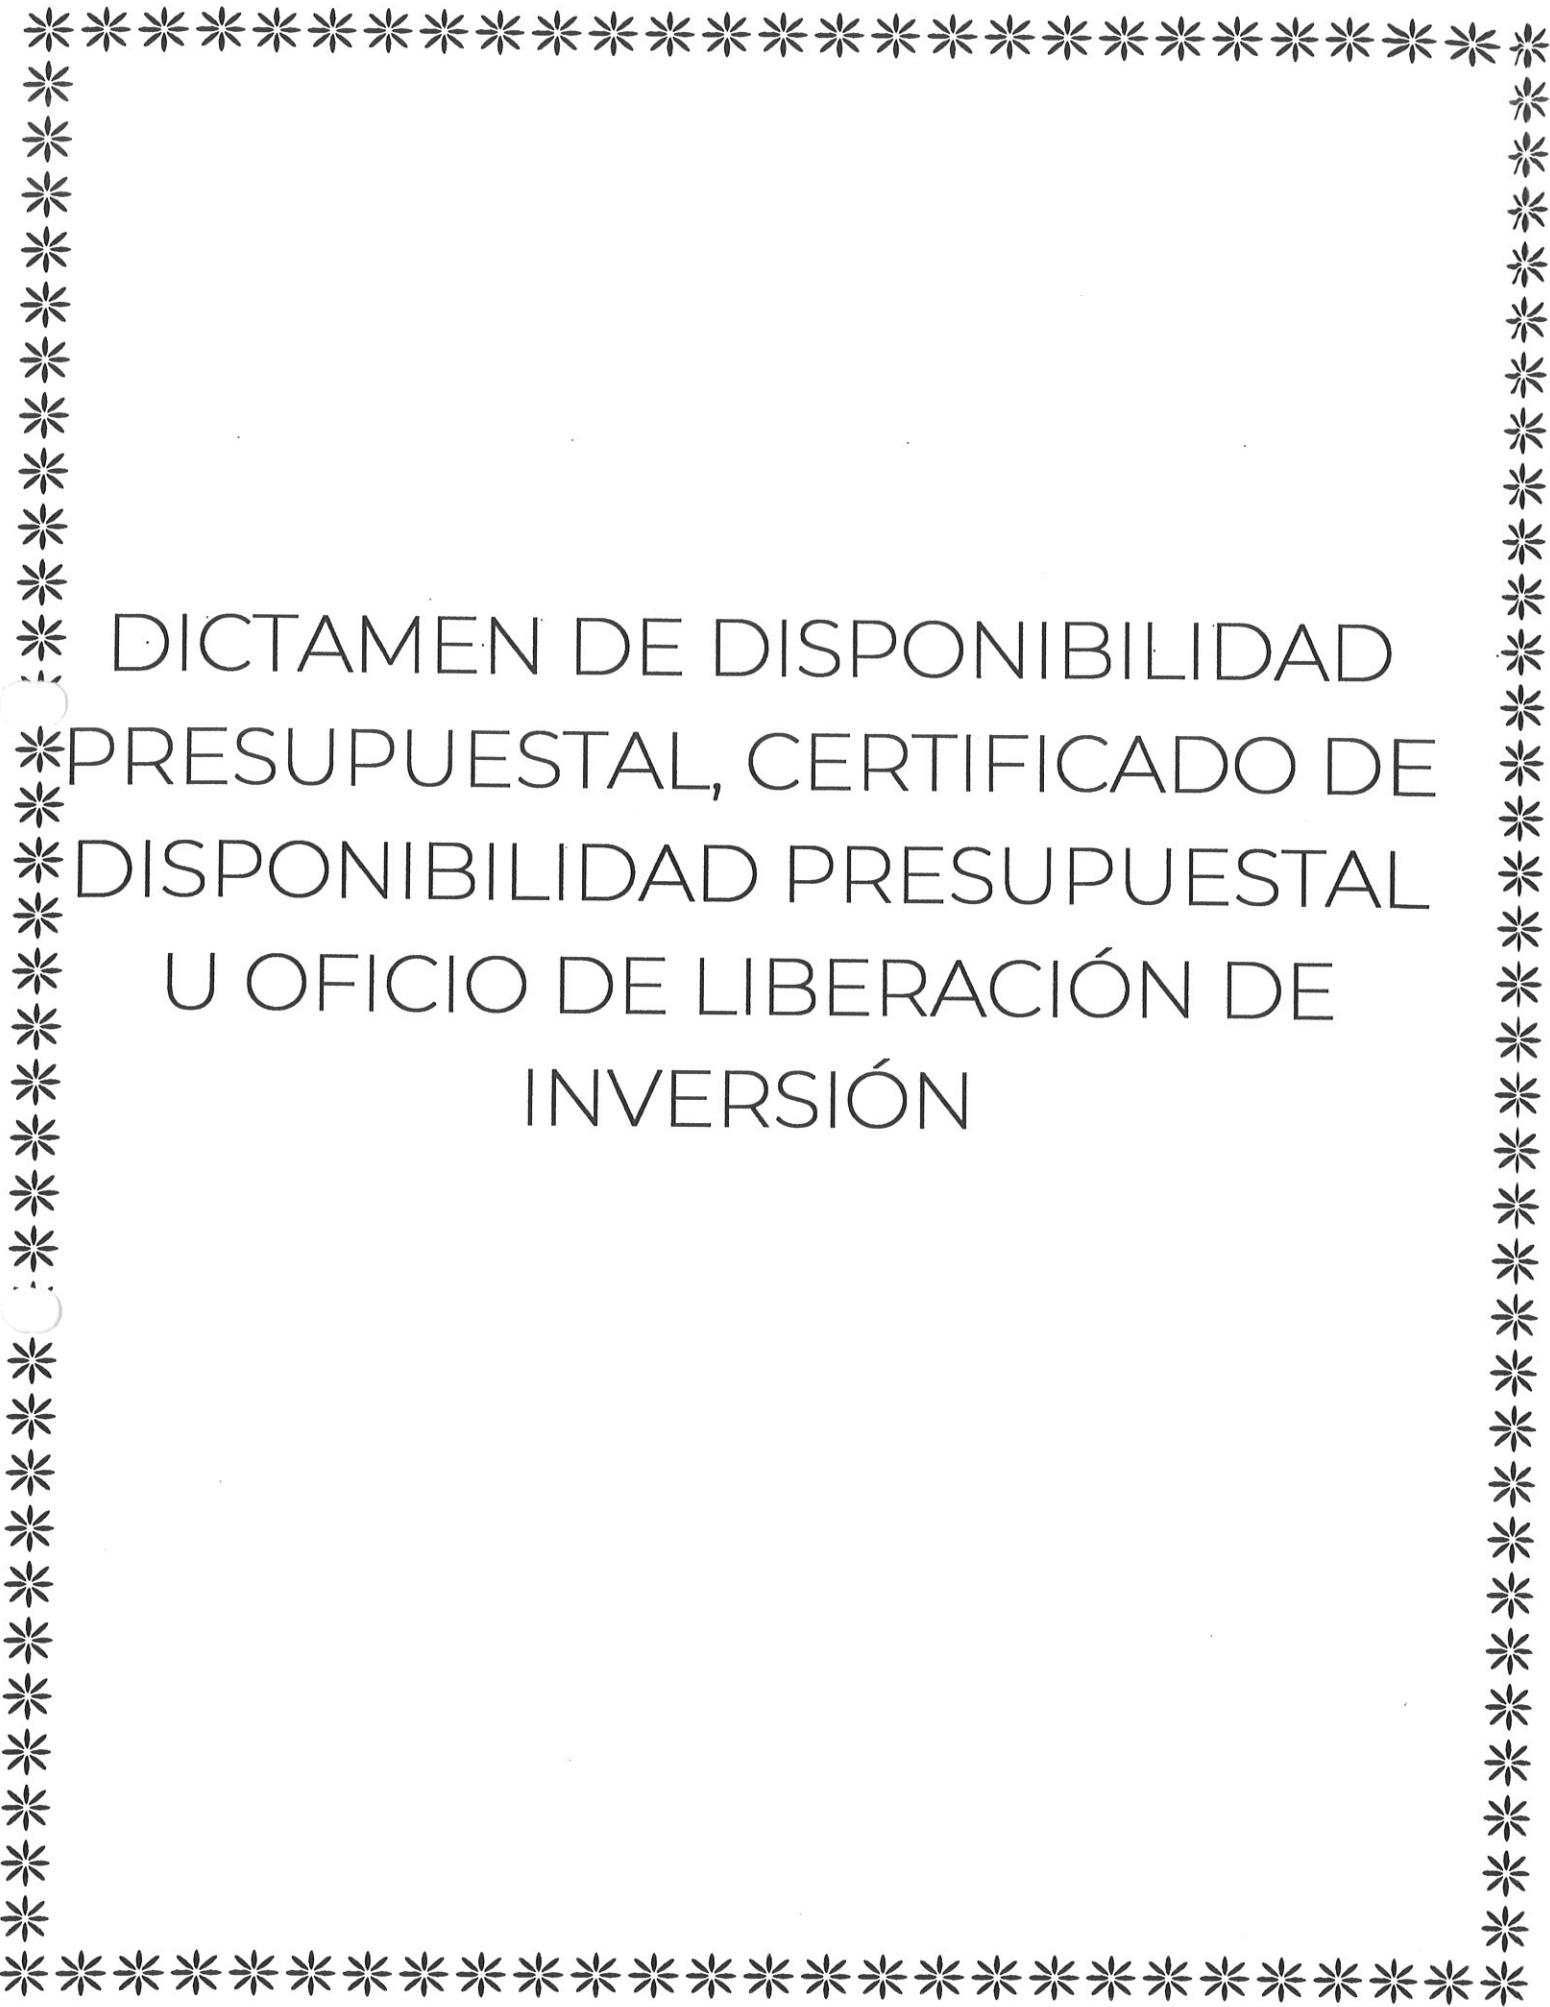 DICTAMEN DE DISPONIBILIDAD
PRESUPUESTAL, CERTIFICADO DE
DISPONIBILIDAD PRESUPUESTAL
U OFICIO DE LIBERACIÓN DE
INVERSIÓN